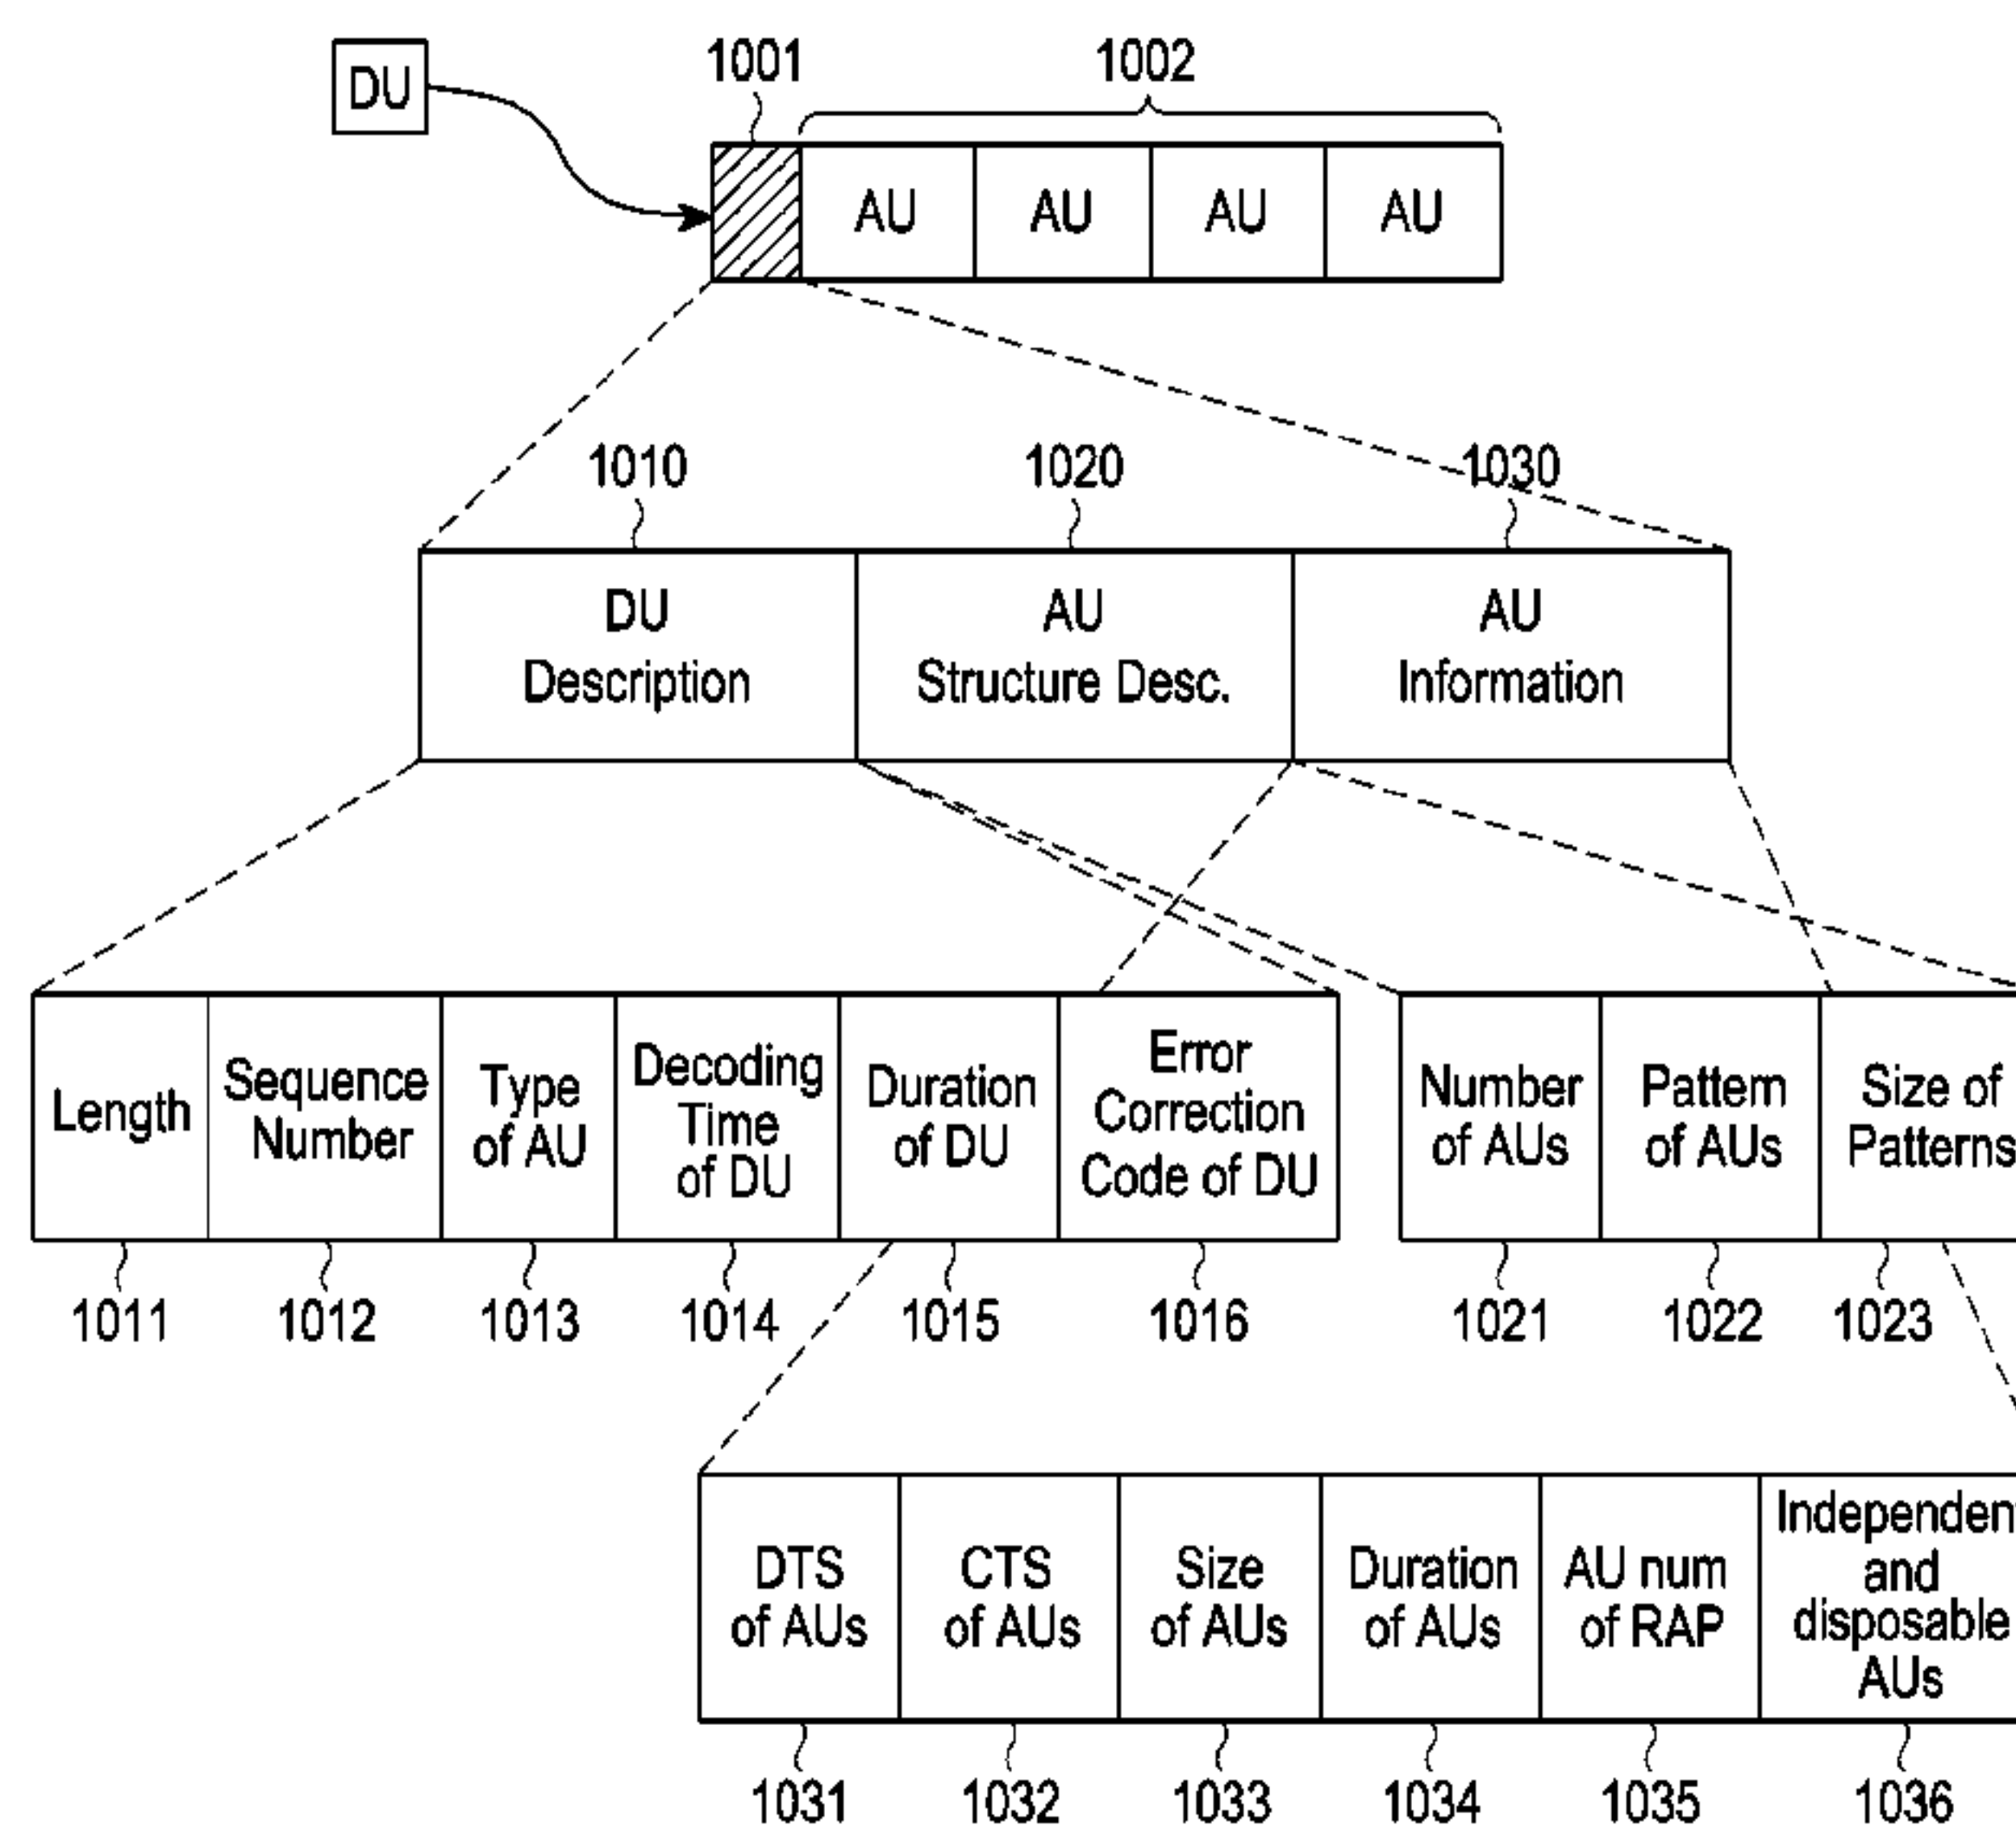 DU
1001
1002
AU
AU
AU
AU
1010
1020
1030
DU
Description
AU
Structure Desc.
AU
Information
Length
Sequence
Number
Type
of AU
Decoding
Time
of DU
Duration
of DU
Error
Correction
Code of DU
Number
of AUs
Pattern
of AUs
Size of
Patterns
1011
1012
1013
1014
1015
1016
1021
1022
1023
DTS
of AUs
CTS
of AUs
Size
of AUs
Duration
of AUs
AU num
of RAP
Independent
and
disposable
AUs
1031
1032
1033
1034
1035
1036